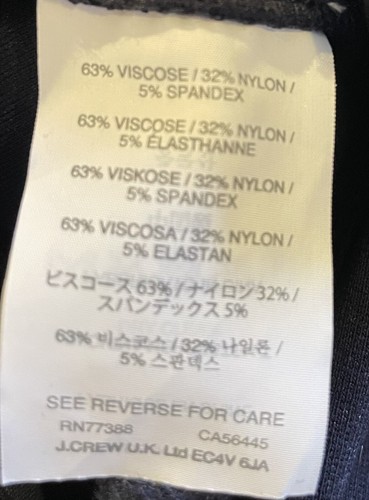 63% VISCOSE / 32% NYLON /
5% SPANDEX
63% VISCOSE / 32% NYLON /
5% ÉLASTHANNE
63% VISKOSE / 32% NYLON /
5% SPANDEX
63% VISCOSA / 32% NYLON /
5% ELASTAN
ビスコース 63% / ナイロン 32% /
スパンデックス 5%
63% 비스코스 / 32% 나일론 /
5% 스판덱스
SEE REVERSE FOR CARE
RN77388 CA56445
J.CREW U.K. Ltd EC4V 6JA